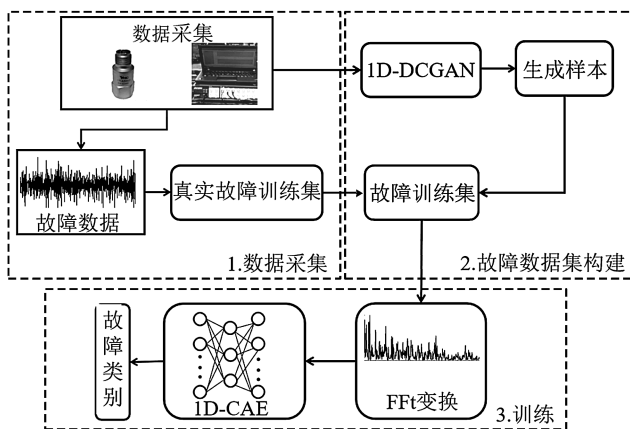 数据采集
1D-DCGAN
生成样本
故障数据
真实故障训练集
故障训练集
1.数据采集
2.故障数据集构建
故障类别
1D-CAE
FFt变换
3.训练